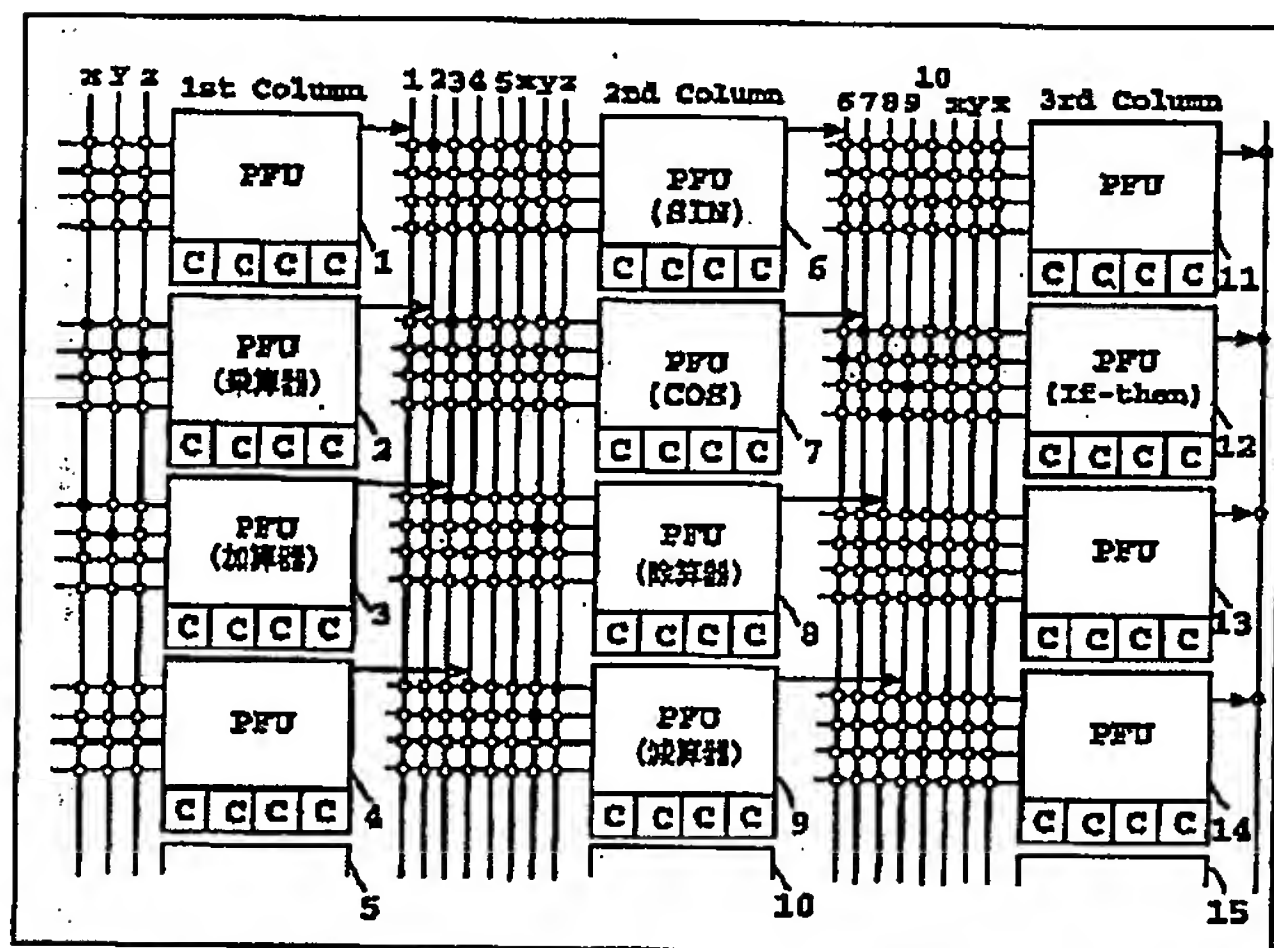 x y z 1st Column 1 2 3 4 5 x y z 2nd Column 6 7 8 9 10 x y z 3rd Column
PFU
C C C C 1
PFU
(SIN)
C C C C 6
PFU
C C C C 11
PFU
(乗算器)
C C C C 2
PFU
(COS)
C C C C 7
PFU
(If-then)
C C C C 12
PFU
(加算器)
C C C C 3
PFU
(除算器)
C C C C 8
PFU
C C C C 13
PFU
C C C C 4
PFU
(減算器)
C C C C 9
PFU
C C C C 14
5 10 15